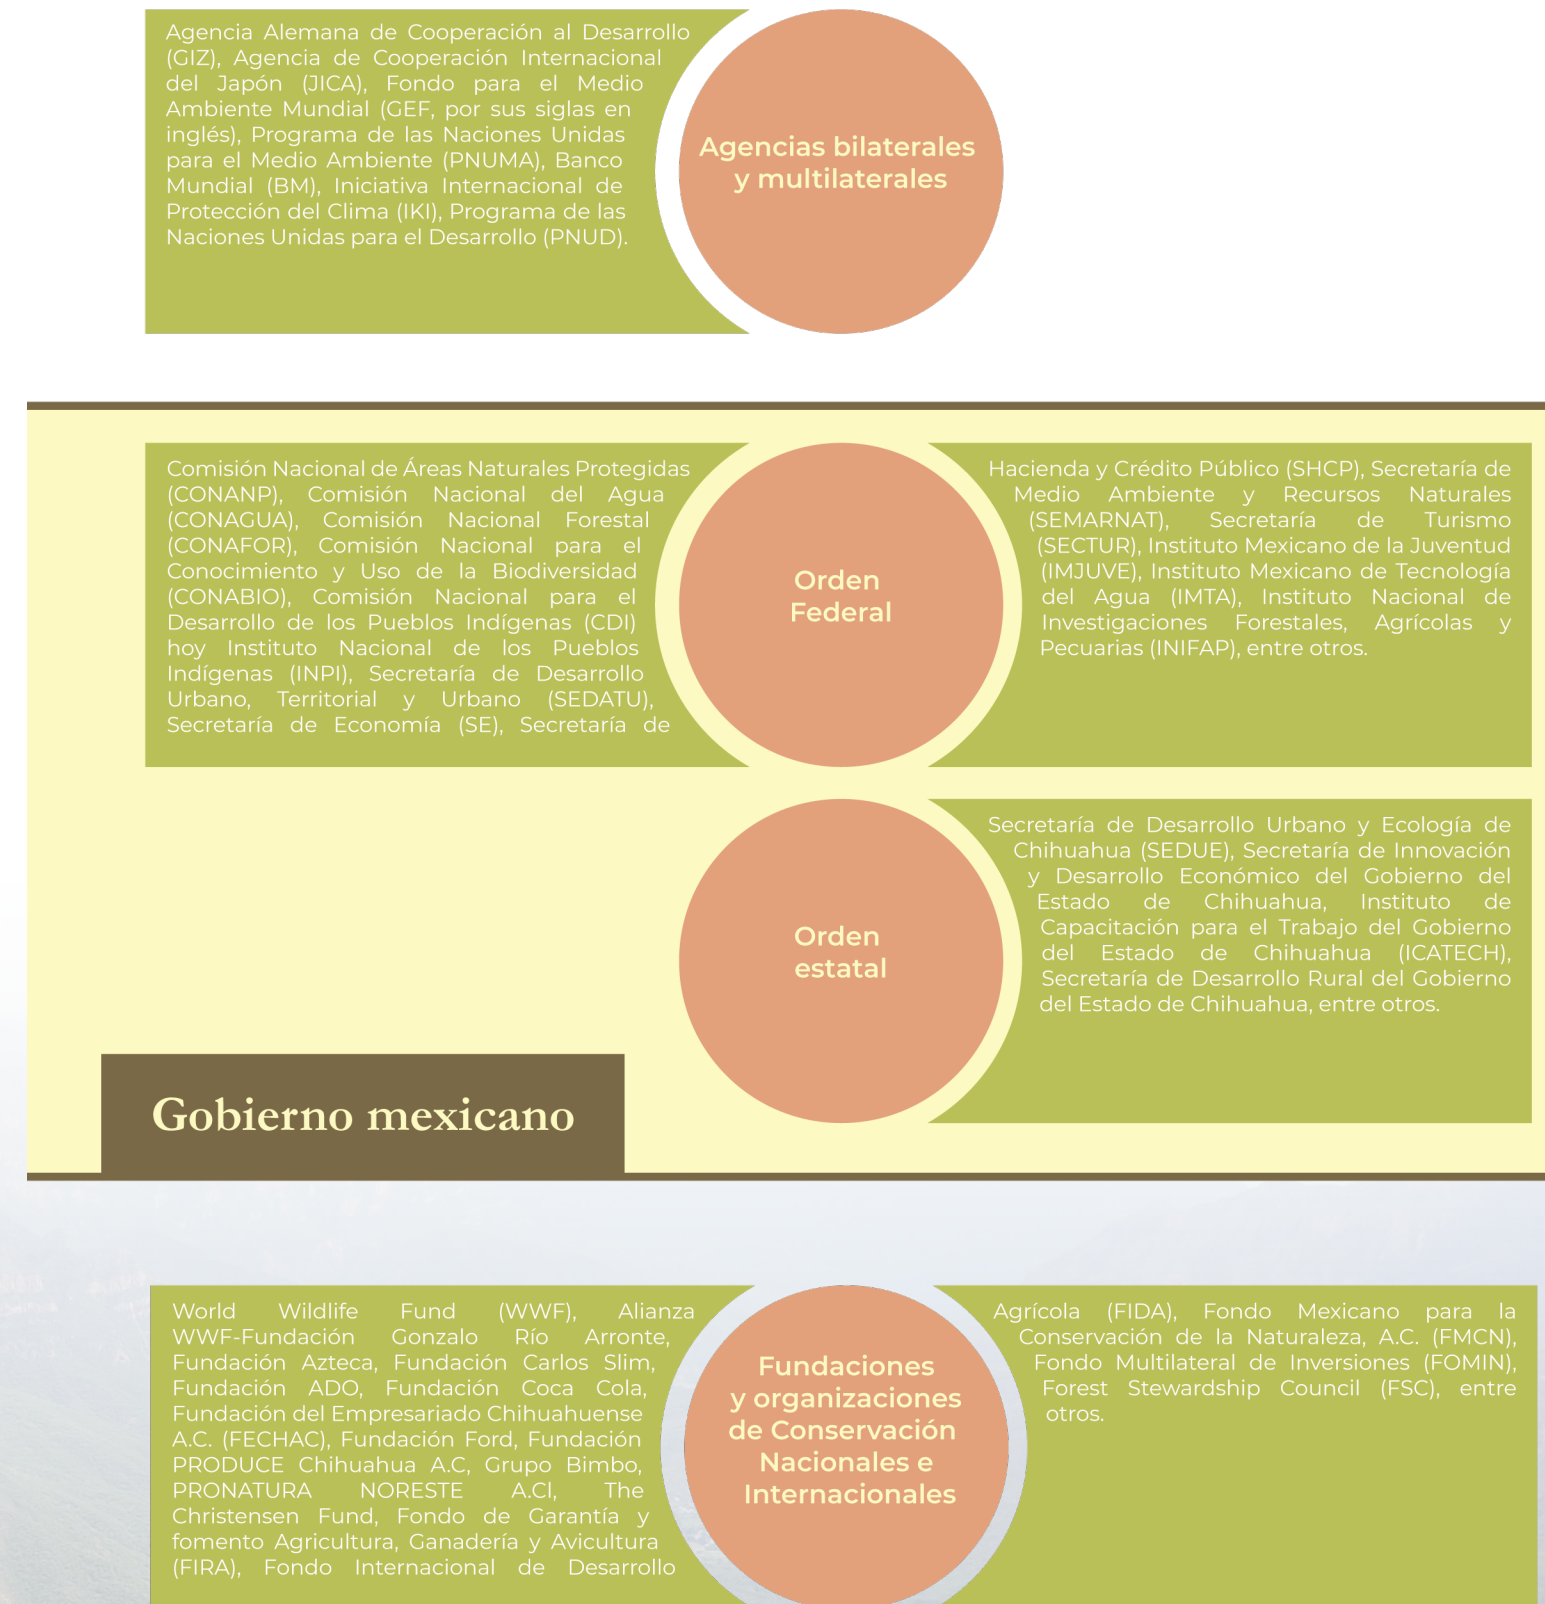 Agencia Alemana de Cooperación al Desarrollo
(GIZ), Agencia de Cooperación Internacional
del Japón (JICA), Fondo para el Medio
Ambiente Mundial (GEF, por sus siglas en
inglés), Programa de las Naciones Unidas
para el Medio Ambiente (PNUMA), Banco
Mundial (BM), Iniciativa Internacional de
Protección del Clima (IKI), Programa de las
Naciones Unidas para el Desarrollo (PNUD).
Agencias bilaterales
y multilaterales
Comisión Nacional de Áreas Naturales Protegidas
(CONANP), Comisión Nacional del Agua
(CONAGUA), Comisión Nacional Forestal
(CONAFOR), Comisión Nacional para el
Conocimiento y Uso de la Biodiversidad
(CONABIO), Comisión Nacional para el
Desarrollo de los Pueblos Indígenas (CDI)
hoy Instituto Nacional de los Pueblos
Indígenas (INPI), Secretaría de Desarrollo
Urbano, Territorial y Urbano (SEDATU),
Secretaría de Economía (SE), Secretaría de
Orden
Federal
Hacienda y Crédito Público (SHCP), Secretaría de
Medio Ambiente y Recursos Naturales
(SEMARNAT), Secretaría de Turismo
(SECTUR), Instituto Mexicano de la Juventud
(IMJUVE), Instituto Mexicano de Tecnología
del Agua (IMTA), Instituto Nacional de
Investigaciones Forestales, Agrícolas y
Pecuarias (INIFAP), entre otros.
Orden
estatal
Secretaría de Desarrollo Urbano y Ecología de
Chihuahua (SEDUE), Secretaría de Innovación
y Desarrollo Económico del Gobierno del
Estado de Chihuahua, Instituto de
Capacitación para el Trabajo del Gobierno
del Estado de Chihuahua (ICATECH),
Secretaría de Desarrollo Rural del Gobierno
del Estado de Chihuahua, entre otros.
Gobierno mexicano
World Wildlife Fund (WWF), Alianza
WWF-Fundación Gonzalo Río Arronte,
Fundación Azteca, Fundación Carlos Slim,
Fundación ADO, Fundación Coca Cola,
Fundación del Empresariado Chihuahuense
A.C. (FECHAC), Fundación Ford, Fundación
PRODUCE Chihuahua A.C, Grupo Bimbo,
PRONATURA NORESTE A.Cl, The
Christensen Fund, Fondo de Garantía y
fomento Agricultura, Ganadería y Avicultura
(FIRA), Fondo Internacional de Desarrollo
Fundaciones
y organizaciones
de Conservación
Nacionales e
Internacionales
Agrícola (FIDA), Fondo Mexicano para la
Conservación de la Naturaleza, A.C. (FMCN),
Fondo Multilateral de Inversiones (FOMIN),
Forest Stewardship Council (FSC), entre
otros.